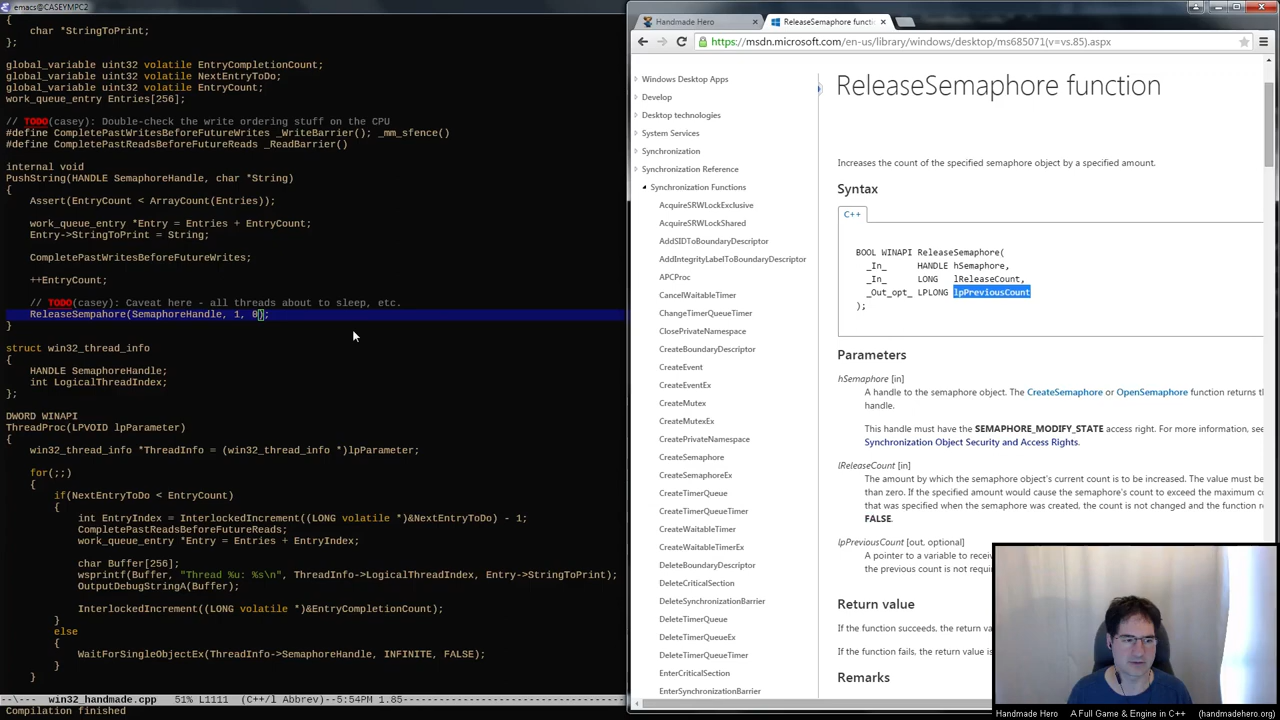 emacs@CASEYMPC2
{
char *StringToPrint;
};
global_variable uint32 volatile EntryCompletionCount;
global_variable uint32 volatile NextEntryToDo;
global_variable uint32 volatile EntryCount;
work_queue_entry Entries[256];
// TODO(casey): Double-check the write ordering stuff on the CPU
#define CompletePastWritesBeforeFutureWrites _WriteBarrier(); _mm_sfence()
#define CompletePastReadsBeforeFutureReads _ReadBarrier()
internal void
PushString(HANDLE SemaphoreHandle, char *String)
{
Assert(EntryCount < ArrayCount(Entries));
work_queue_entry *Entry = Entries + EntryCount;
Entry->StringToPrint = String;
CompletePastWritesBeforeFutureWrites;
++EntryCount;
// TODO(casey): Caveat here - all threads about to sleep, etc.
ReleaseSempahore(SemaphoreHandle, 1, 0);
}
struct win32_thread_info
{
HANDLE SemaphoreHandle;
int LogicalThreadIndex;
};
DWORD WINAPI
ThreadProc(LPVOID lpParameter)
{
win32_thread_info *ThreadInfo = (win32_thread_info *)lpParameter;
for(;;)
{
if(NextEntryToDo < EntryCount)
{
int EntryIndex = InterlockedIncrement((LONG volatile *)&NextEntryToDo) - 1;
CompletePastReadsBeforeFutureReads;
work_queue_entry *Entry = Entries + EntryIndex;
char Buffer[256];
wsprintf(Buffer, "Thread %u: %s\n", ThreadInfo->LogicalThreadIndex, Entry->StringToPrint);
OutputDebugStringA(Buffer);
InterlockedIncrement((LONG volatile *)&EntryCompletionCount);
}
else
{
WaitForSingleObjectEx(ThreadInfo->SemaphoreHandle, INFINITE, FALSE);
}
}
-\--- win32_handmade.cpp 51% L1111 (C++/l Abbrev)--5:54PM 1.85
Compilation finished
Handmade Hero
ReleaseSemaphore functi
https://msdn.microsoft.com/en-us/library/windows/desktop/ms685071(v=vs.85).aspx
Windows Desktop Apps
Develop
Desktop technologies
System Services
Synchronization
Synchronization Reference
Synchronization Functions
AcquireSRWLockExclusive
AcquireSRWLockShared
AddSIDToBoundaryDescriptor
AddIntegrityLabelToBoundaryDescriptor
APCProc
CancelWaitableTimer
ChangeTimerQueueTimer
ClosePrivateNamespace
CreateBoundaryDescriptor
CreateEvent
CreateEventEx
CreateMutex
CreateMutexEx
CreatePrivateNamespace
CreateSemaphore
CreateSemaphoreEx
CreateTimerQueue
CreateTimerQueueTimer
CreateWaitableTimer
CreateWaitableTimerEx
DeleteBoundaryDescriptor
DeleteCriticalSection
DeleteSynchronizationBarrier
DeleteTimerQueue
DeleteTimerQueueEx
DeleteTimerQueueTimer
EnterCriticalSection
EnterSynchronizationBarrier
ReleaseSemaphore function
Increases the count of the specified semaphore object by a specified amount.
Syntax
C++
BOOL WINAPI ReleaseSemaphore(
_In_ HANDLE hSemaphore,
_In_ LONG lReleaseCount,
_Out_opt_ LPLONG lpPreviousCount
);
Parameters
hSemaphore [in]
A handle to the semaphore object. The CreateSemaphore or OpenSemaphore function returns th
handle.
This handle must have the SEMAPHORE_MODIFY_STATE access right. For more information, see
Synchronization Object Security and Access Rights.
lReleaseCount [in]
The amount by which the semaphore object's current count is to be increased. The value must be
than zero. If the specified amount would cause the semaphore's count to exceed the maximum c
that was specified when the semaphore was created, the count is not changed and the function r
FALSE.
lpPreviousCount [out, optional]
A pointer to a variable to receiv
the previous count is not requir
Return value
If the function succeeds, the return va
If the function fails, the return value is
Remarks
Handmade Hero A Full Game & Engine in C++ (handmadehero.org)